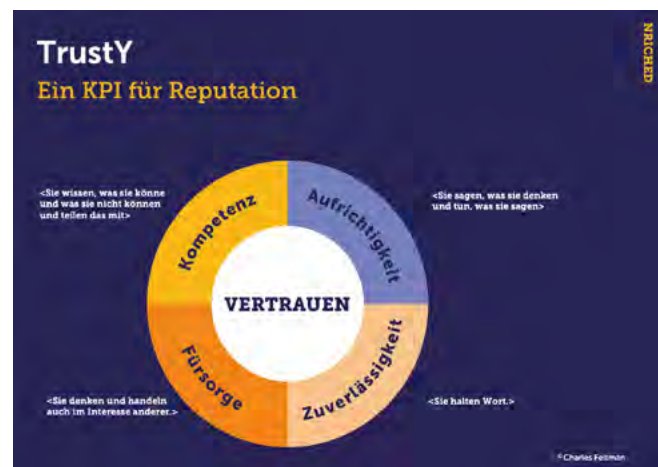 TrustY
Ein KPI für Reputation
NRICHED
<Sie wissen, was sie könne
und was sie nicht können
und teilen das mit>
Kompetenz
Aufrichtigkeit
<Sie sagen, was sie denken
und tun, was sie sagen>
VERTRAUEN
Fürsorge
Zuverlässigkeit
<Sie denken und handeln
auch im Interesse anderer.>
<Sie halten Wort.>
©Charles Feltman